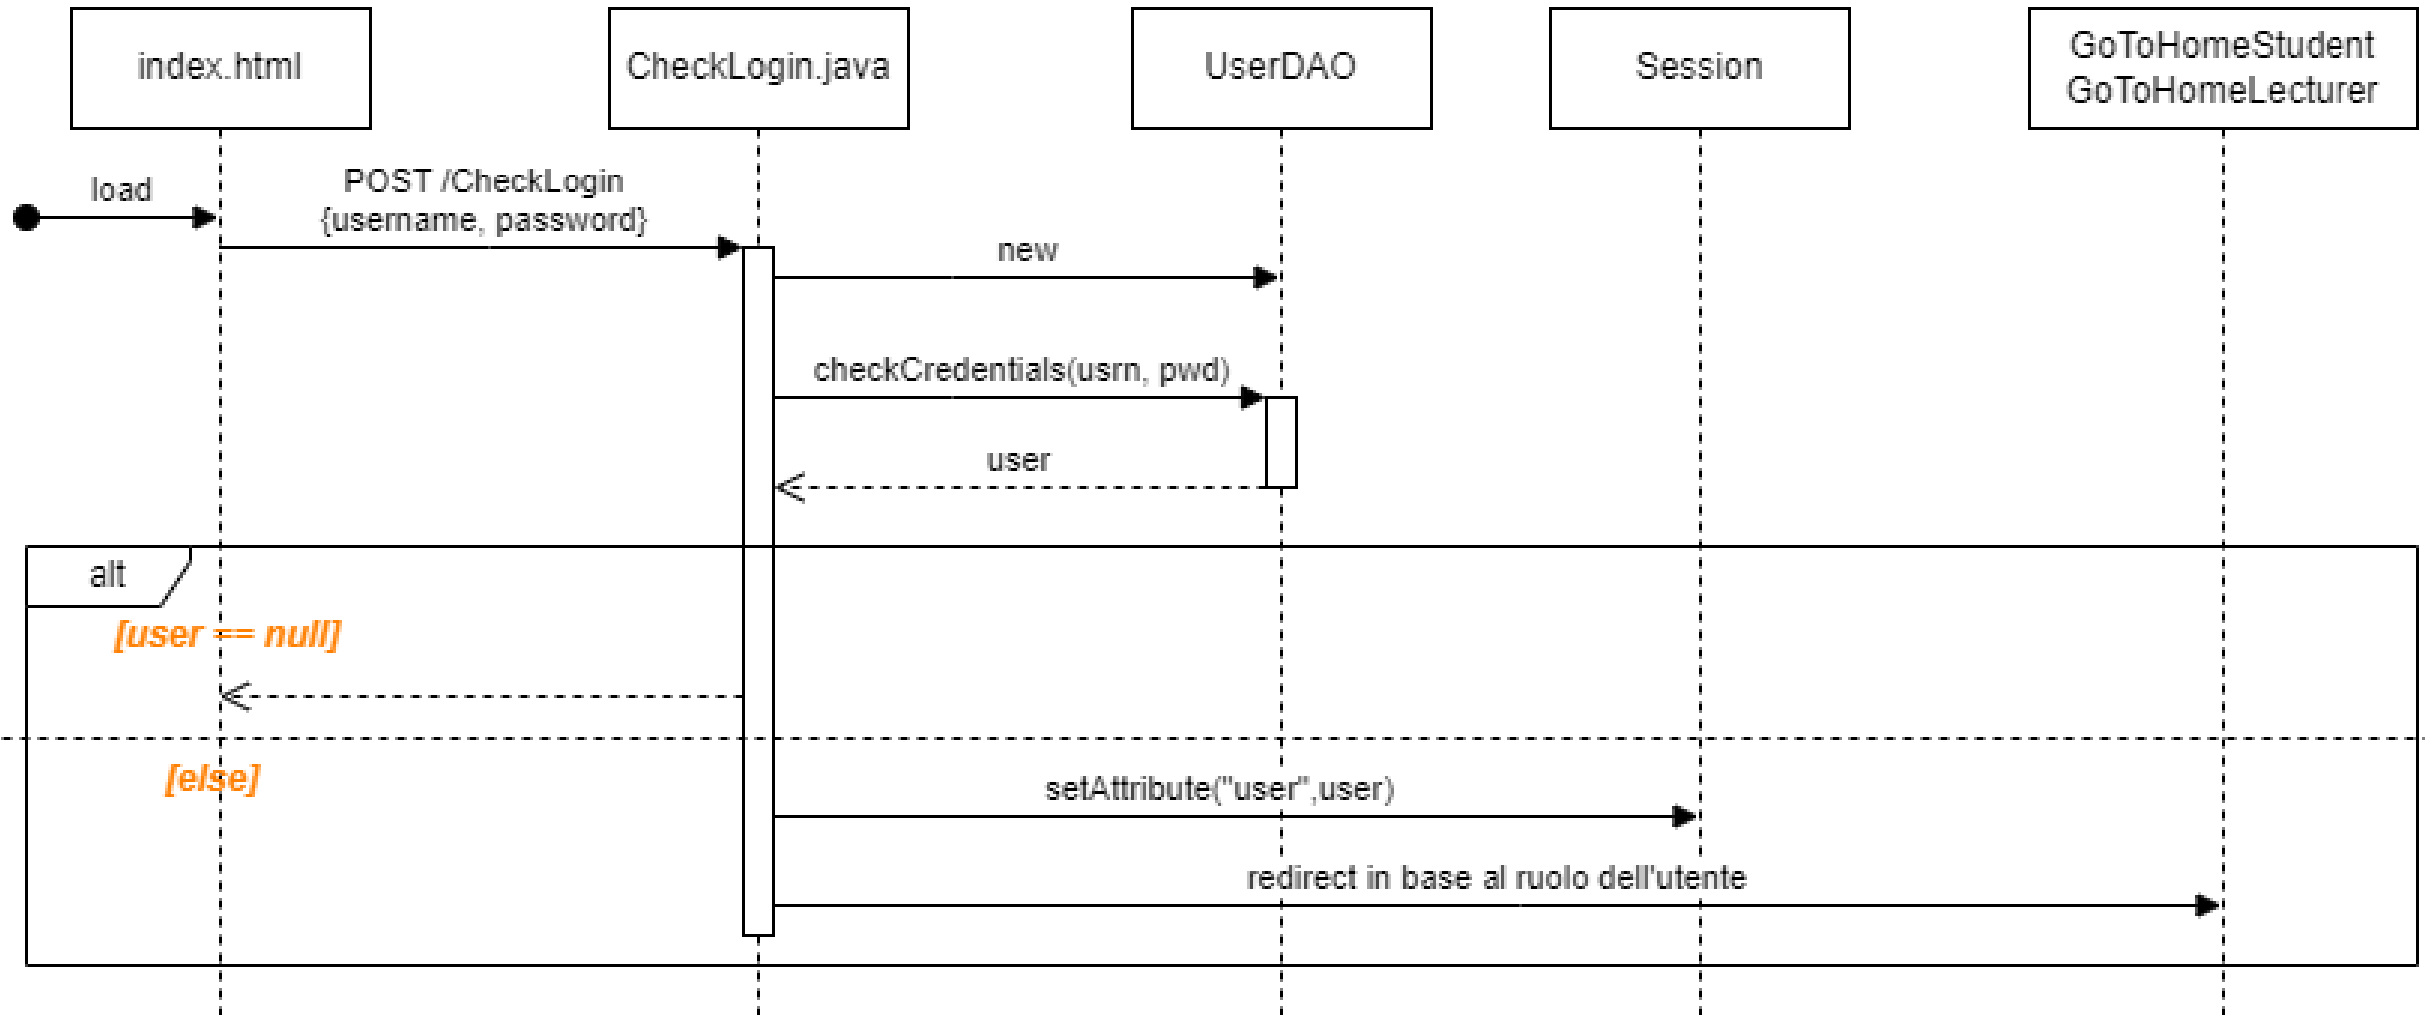 index.html
CheckLogin.java
UserDAO
Session
GoToHomeStudent
GoToHomeLecturer
load
POST /CheckLogin
{username, password}
new
checkCredentials(usrn, pwd)
user
alt
[user == null]
[else]
setAttribute("user",user)
redirect in base al ruolo dell'utente